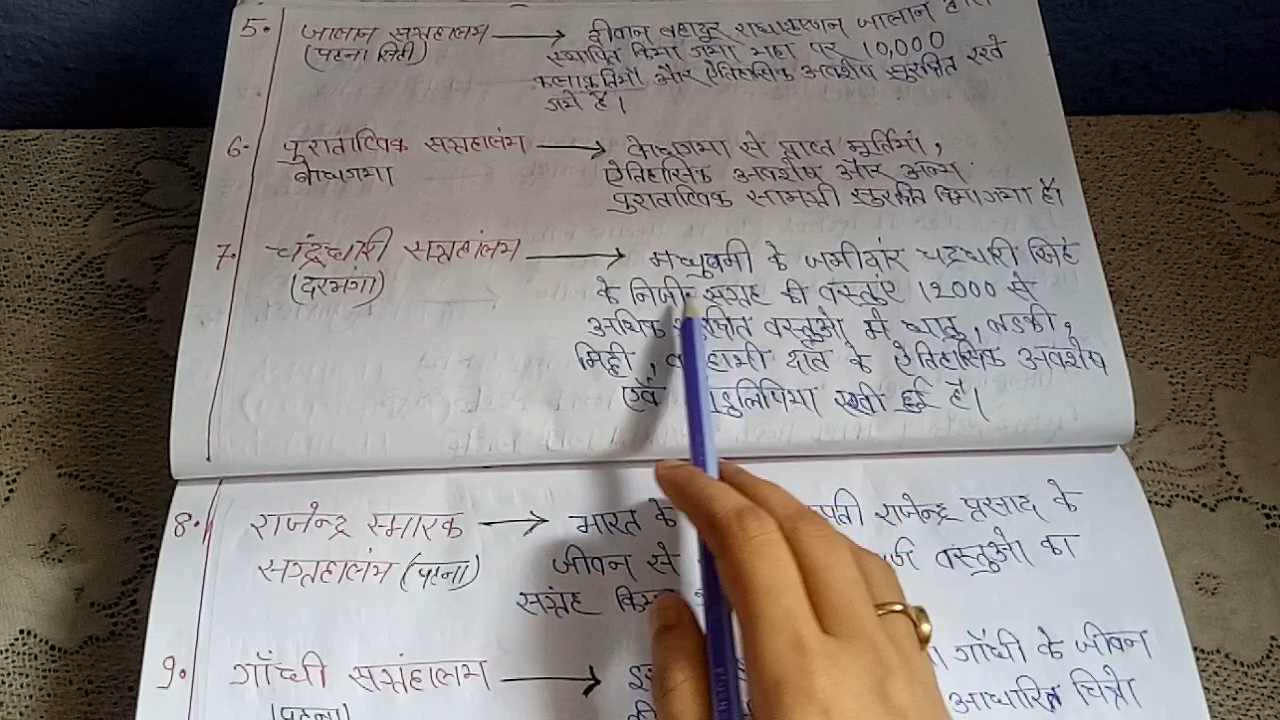 5. जालान संग्रहालय → दीवान बहादुर राधाकृष्णन जालान द्वारा
(पटना सिटी) स्थापित किया गया यहा पर 10,000
कलाकृतियाँ और ऐतिहासिक अवशेष सुरक्षित रखे
गये है।
6. पुरातात्विक संग्रहालय → बोधगया से प्राप्त मूर्तियां,
बोधगया ऐतिहासिक अवशेष और अन्य
पुरातात्विक सामग्री सुरक्षित किया गया है।
7. चंद्रधारी संग्रहालय → मधुबनी के जमींदार चंद्रधारी सिंह
(दरभंगा) के निजी संग्रह की वस्तुए 12000 से
अधिक वस्तुओ मे धातु, लडकी,
मिट्टी, हाथी दात के ऐतिहासिक अवशेष
एवं रखी हुई है।
8. राजेन्द्र स्मारक → भारत के राजेन्द्र प्रसाद के
संग्रहालय (पटना) जीवन से वस्तुओ का
संग्रह
9. गाँधी संग्रहालय → गाँधी के जीवन
(पटना) आधारित चित्रो